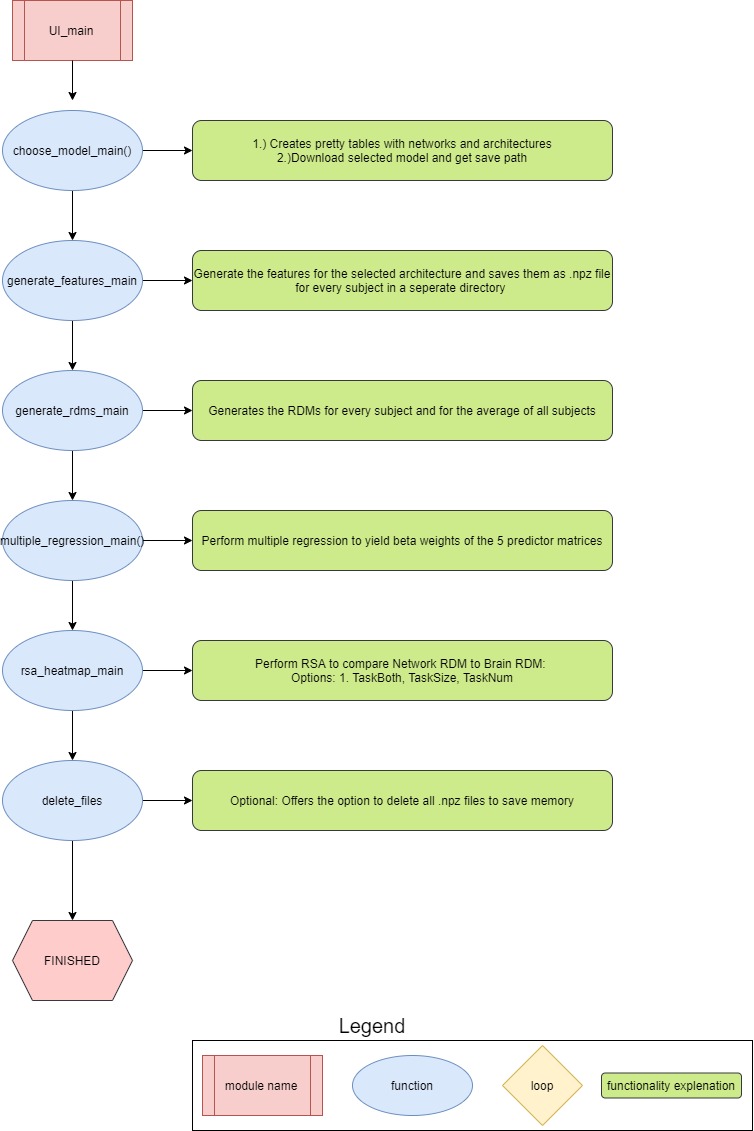 UI_main
choose_model_main()
1.) Creates pretty tables with networks and architectures
2.)Download selected model and get save path
generate_features_main
Generate the features for the selected architecture and saves them as .npz file
for every subject in a seperate directory
generate_rdms_main
Generates the RDMs for every subject and for the average of all subjects
multiple_regression_main()
Perform multiple regression to yield beta weights of the 5 predictor matrices
rsa_heatmap_main
Perform RSA to compare Network RDM to Brain RDM:
Options: 1. TaskBoth, TaskSize, TaskNum
delete_files
Optional: Offers the option to delete all .npz files to save memory
FINISHED
Legend
module name
function
loop
functionality explenation